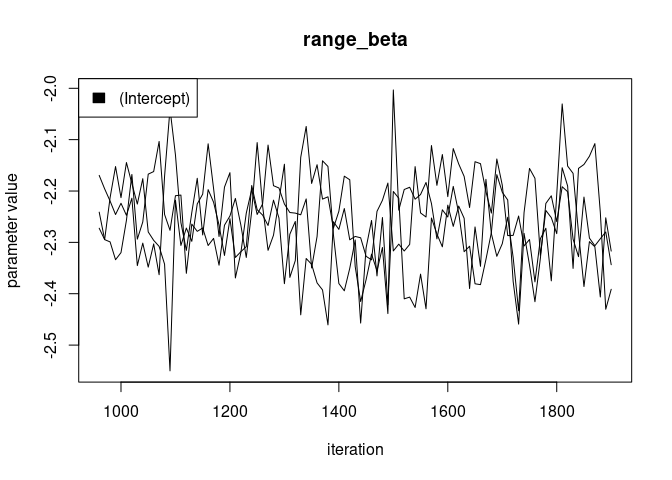 range_beta
(Intercept)
parameter value
-2.0
-2.1
-2.2
-2.3
-2.4
-2.5
1000 1200 1400 1600 1800
iteration